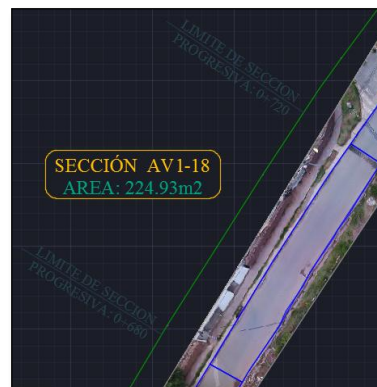 LIMITE DE SECCION
PROGRESIVA: 0+720
SECCIÓN AV1-18
AREA: 224.93m2
LIMITE DE SECCION
PROGRESIVA: 0+680